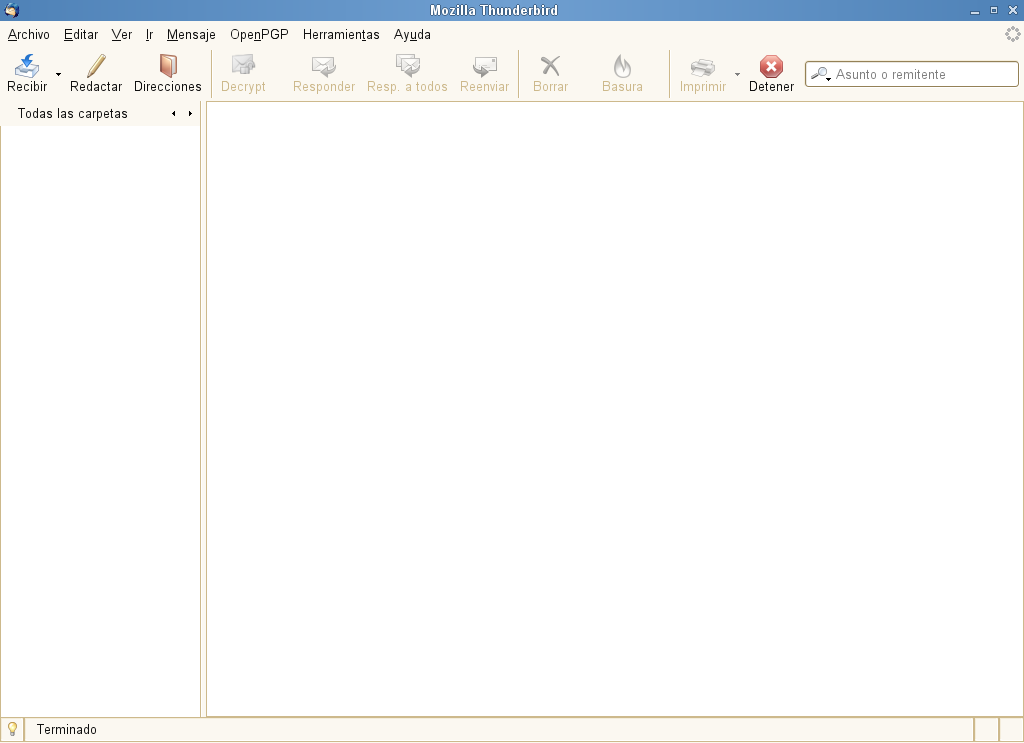 Mozilla Thunderbird
Archivo Editar Ver Ir Mensaje OpenPGP Herramientas Ayuda
Recibir Redactar Direcciones Decrypt Responder Resp. a todos Reenviar Borrar Basura Imprimir Detener Asunto o remitente
Todas las carpetas
Terminado